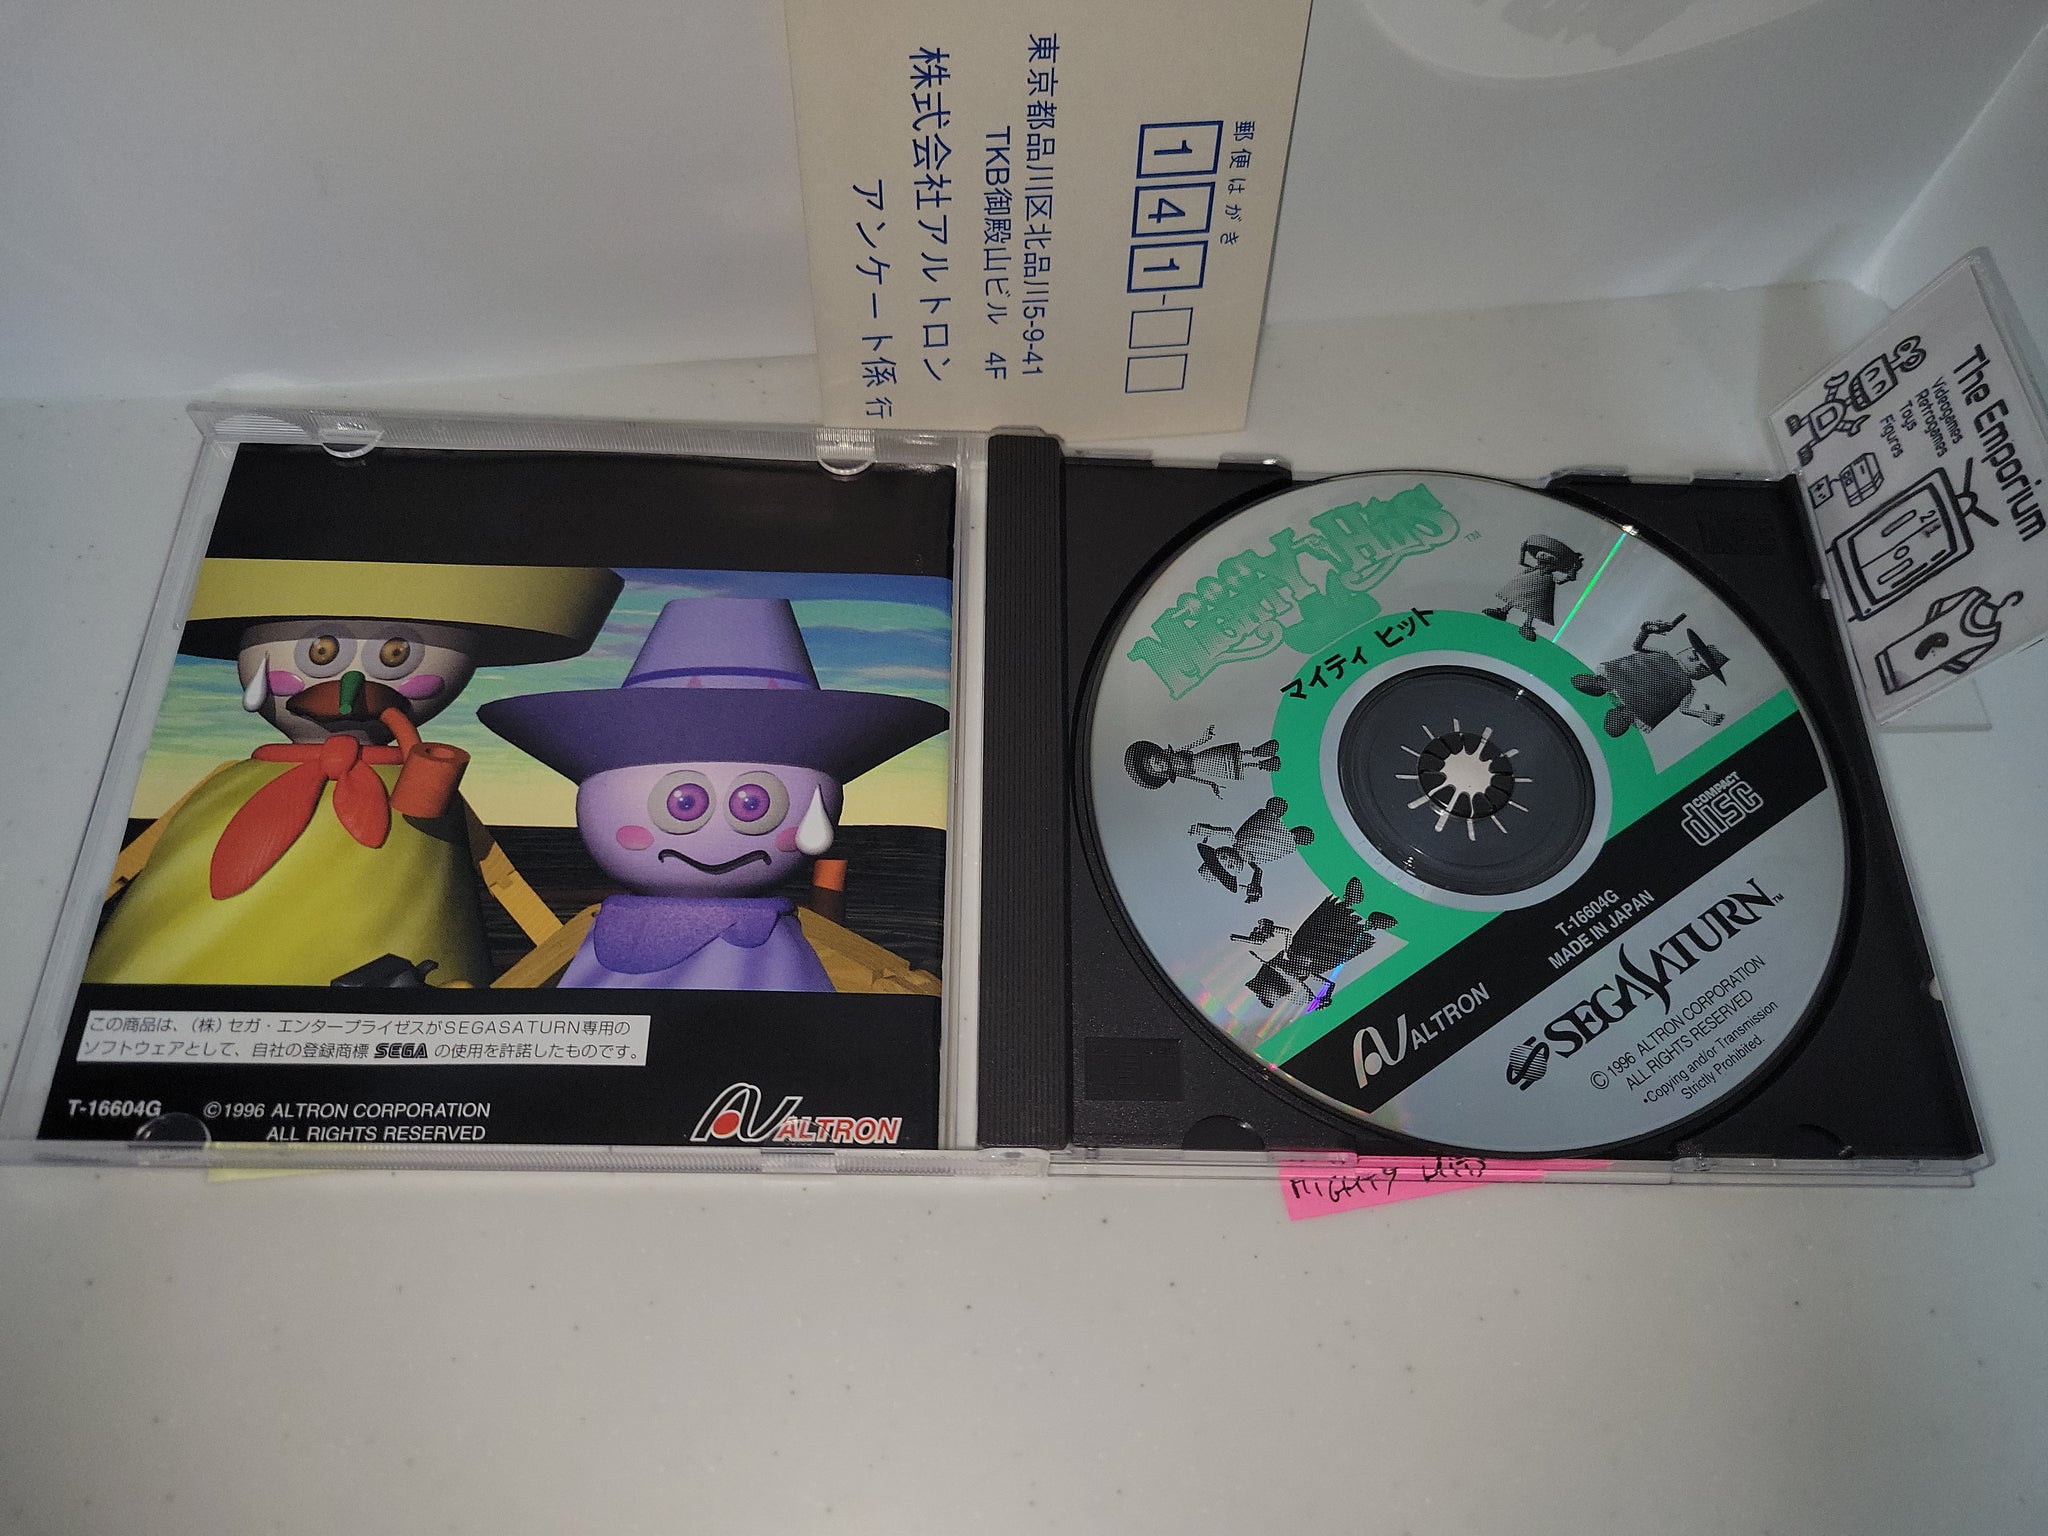 郵便はがき
141-
東京都品川区北品川5-9-41
TKB御殿山ビル 4F
株式会社アルトロン
アンケート係 行
The Emporium
Videogames
Retrogames
Toys
Figures
この商品は、(株)セガ・エンタープライゼスがSEGASATURN専用の
ソフトウェアとして、自社の登録商標 SEGA の使用を許諾したものです。
T-16604G ©1996 ALTRON CORPORATION
ALL RIGHTS RESERVED
ALTRON
MIGHTY HITS™
マイティ ヒット
COMPACT
disc
T-16604G
MADE IN JAPAN
ALTRON
SEGA SATURN™
©1996 ALTRON CORPORATION
ALL RIGHTS RESERVED
•Copying and/or Transmission
Strictly Prohibited.
MIGHTY HITS